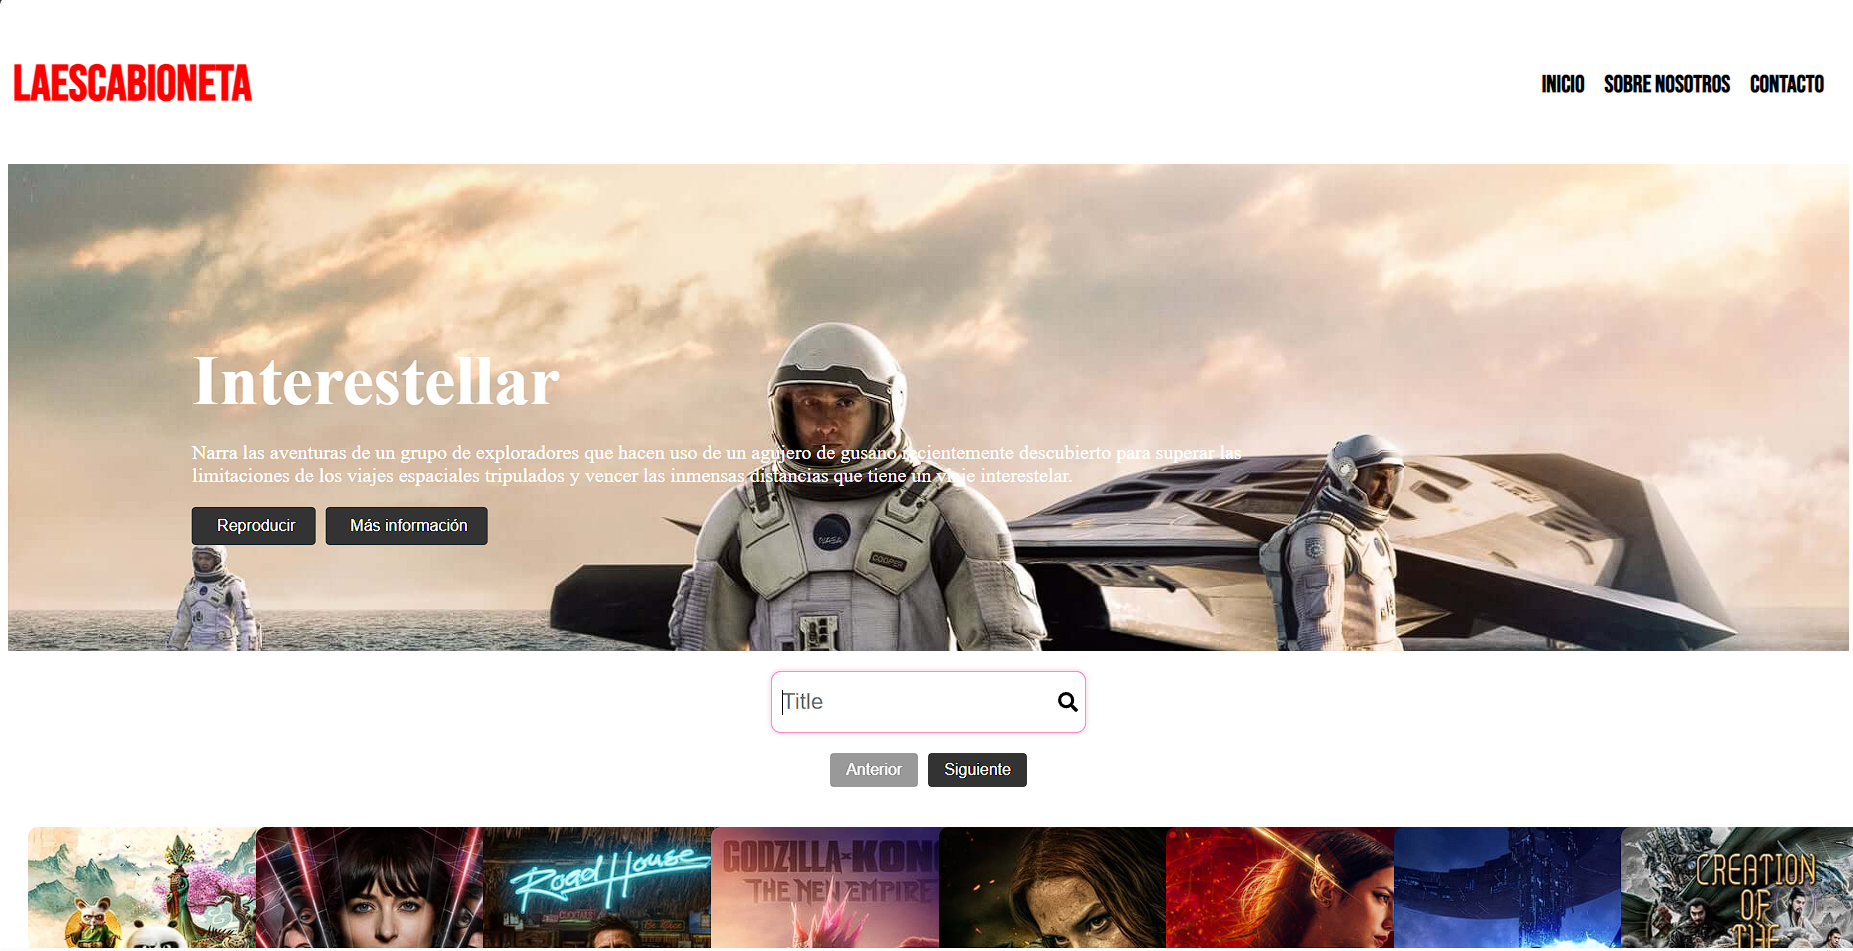 LAESCABIONETA
INICIO SOBRE NOSOTROS CONTACTO
Interestellar
Narra las aventuras de un grupo de exploradores que hacen uso de un agujero de gusano recientemente descubierto para superar las
limitaciones de los viajes espaciales tripulados y vencer las inmensas distancias que tiene un viaje interestelar.
Reproducir Más información
NASA
COOPER
Title
Anterior Siguiente
Road House
COCKTAILS
GODZILLA x KONG
THE NEW EMPIRE
CREATION
OF
THE